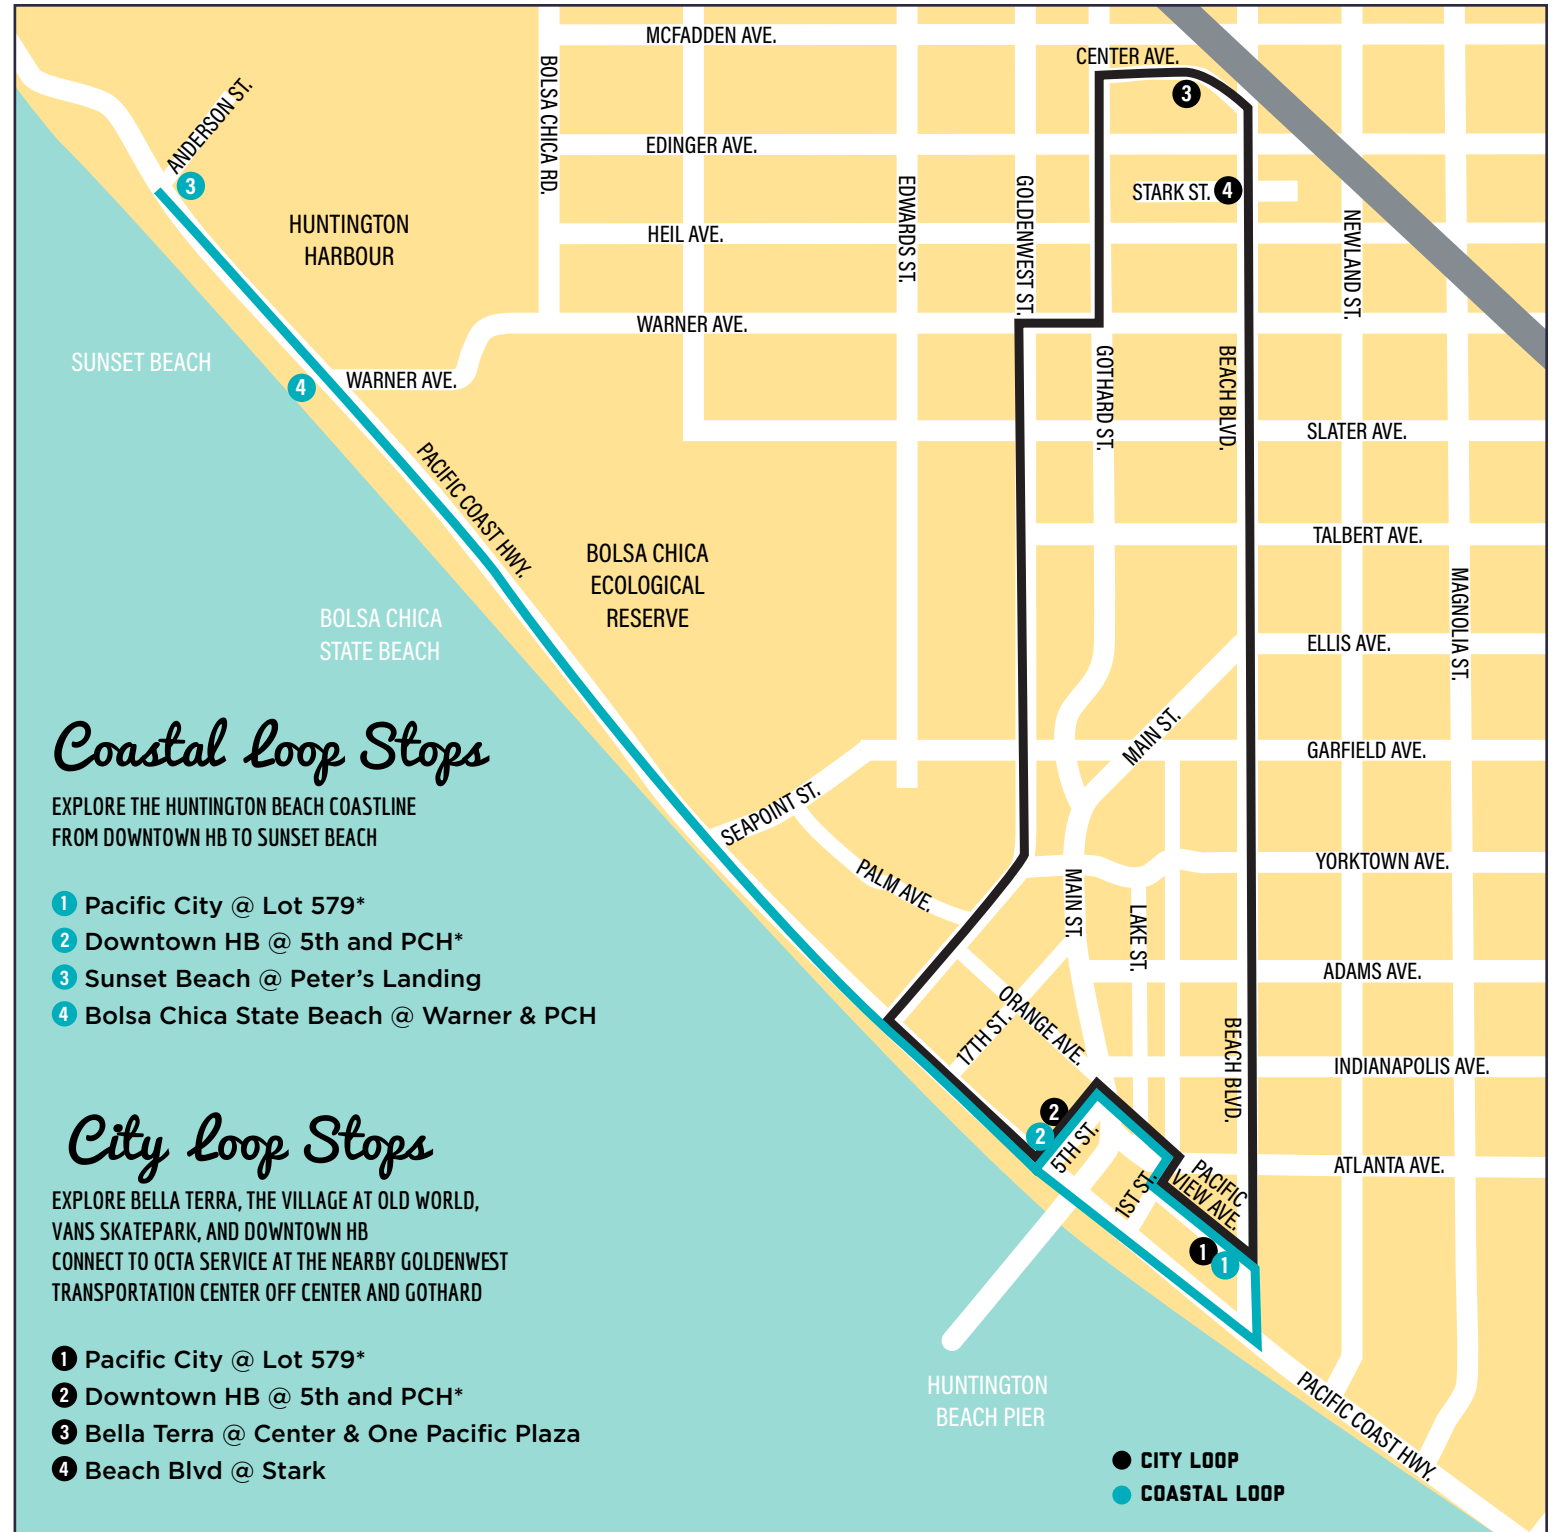 MCFADDEN AVE.
CENTER AVE.
3
BOLSA CHICA RD.
ANDERSON ST.
EDINGER AVE.
3
EDWARDS ST.
GOLDENWEST ST.
STARK ST.
4
NEWLAND ST.
HUNTINGTON
HARBOUR
HEIL AVE.
WARNER AVE.
SUNSET BEACH
4
WARNER AVE.
GOTHARD ST.
BEACH BLVD.
SLATER AVE.
PACIFIC COAST HWY.
TALBERT AVE.
BOLSA CHICA
ECOLOGICAL
RESERVE
MAGNOLIA ST.
BOLSA CHICA
STATE BEACH
ELLIS AVE.
MAIN ST.
GARFIELD AVE.
SEAPOINT ST.
PALM AVE.
YORKTOWN AVE.
MAIN ST.
LAKE ST.
ADAMS AVE.
ORANGE AVE.
17TH ST.
BEACH BLVD.
INDIANAPOLIS AVE.
2
2
5TH ST.
ATLANTA AVE.
PACIFIC
VIEW AVE.
1ST ST.
1
1
HUNTINGTON
BEACH PIER
PACIFIC COAST HWY.
Coastal Loop Stops
EXPLORE THE HUNTINGTON BEACH COASTLINE
FROM DOWNTOWN HB TO SUNSET BEACH
1 Pacific City @ Lot 579*
2 Downtown HB @ 5th and PCH*
3 Sunset Beach @ Peter's Landing
4 Bolsa Chica State Beach @ Warner & PCH
City Loop Stops
EXPLORE BELLA TERRA, THE VILLAGE AT OLD WORLD,
VANS SKATEPARK, AND DOWNTOWN HB
CONNECT TO OCTA SERVICE AT THE NEARBY GOLDENWEST
TRANSPORTATION CENTER OFF CENTER AND GOTHARD
1 Pacific City @ Lot 579*
2 Downtown HB @ 5th and PCH*
3 Bella Terra @ Center & One Pacific Plaza
4 Beach Blvd @ Stark
CITY LOOP
COASTAL LOOP